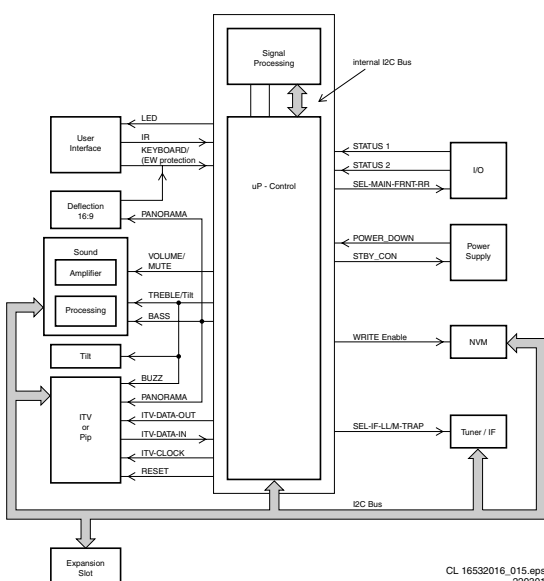 Signal
Processing
internal I2C Bus
LED
User
Interface
IR
KEYBOARD/
(EW protection
Deflection
16:9
PANORAMA
uP - Control
STATUS 1
STATUS 2
SEL-MAIN-FRNT-RR
I/O
Sound
Amplifier
Processing
VOLUME/
MUTE
TREBLE/Tilt
BASS
POWER_DOWN
STBY_CON
Power
Supply
Tilt
WRITE Enable
NVM
ITV
or
Pip
BUZZ
PANORAMA
ITV-DATA-OUT
ITV-DATA-IN
ITV-CLOCK
RESET
SEL-IF-LL/M-TRAP
Tuner / IF
I2C Bus
Expansion
Slot
CL 16532016_015.eps